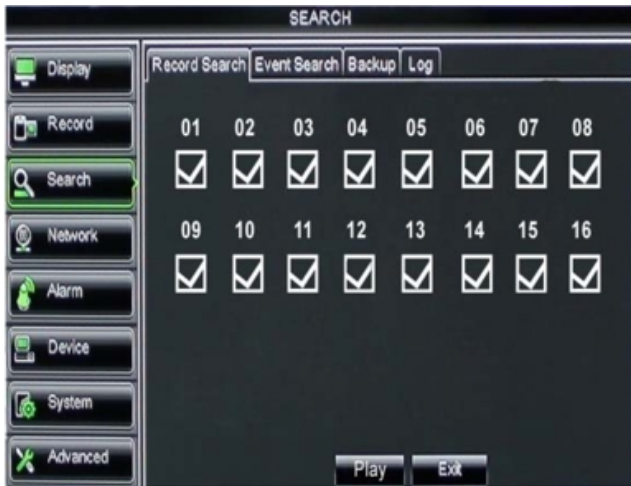 SEARCH
Display
Record
Search
Network
Alarm
Device
System
Advanced
Record Search Event Search Backup Log
01 02 03 04 05 06 07 08
09 10 11 12 13 14 15 16
Play Exit